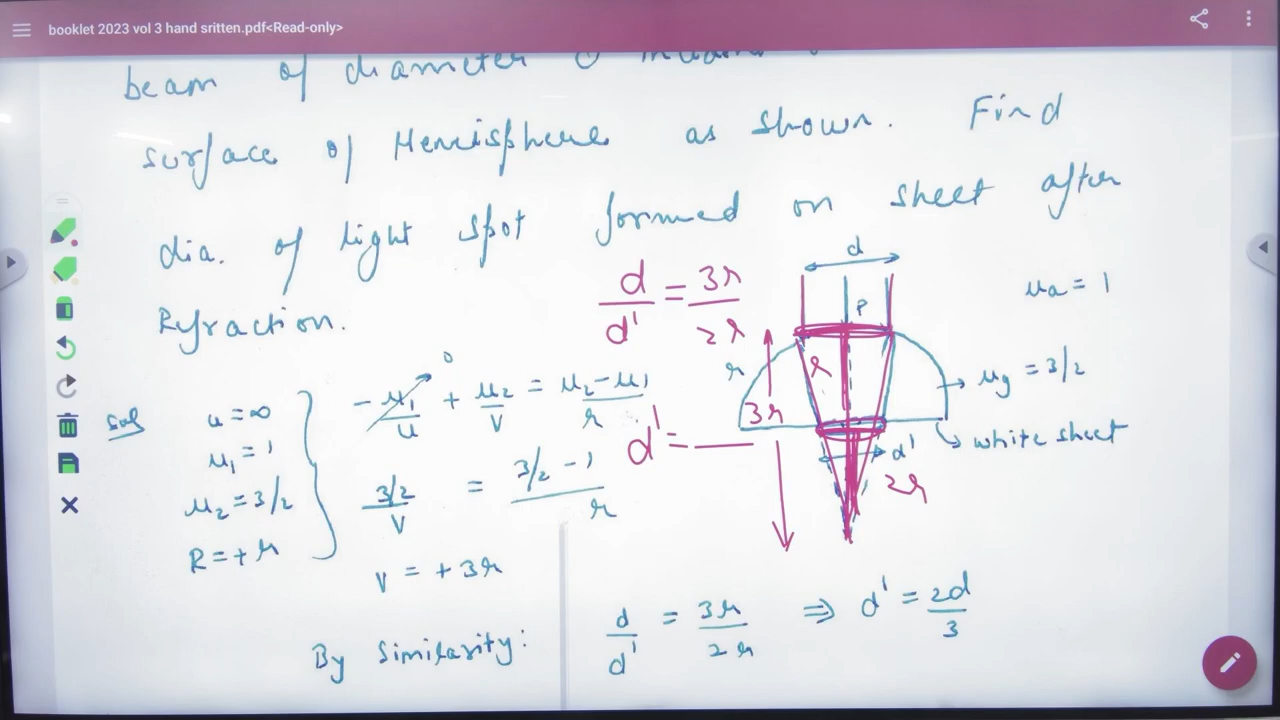 booklet 2023 vol 3 hand sritten.pdf<Read-only>
beam of diameter
surface of Hemisphere as shown. Find
dia. of light spot formed on sheet after
Refraction.
d/d' = 3r/2r
d
P
μa = 1
r
r
3r
μg = 3/2
white sheet
d'
2r
d' =
Sol
u = ∞
μ₁ = 1
μ₂ = 3/2
R = +r
-μ₁/u + μ₂/v = μ₂-μ₁/r
0
3/2/v = 3/2-1/r
v = +3r
By Similarity: d/d' = 3r/2r ⇒ d' = 2d/3